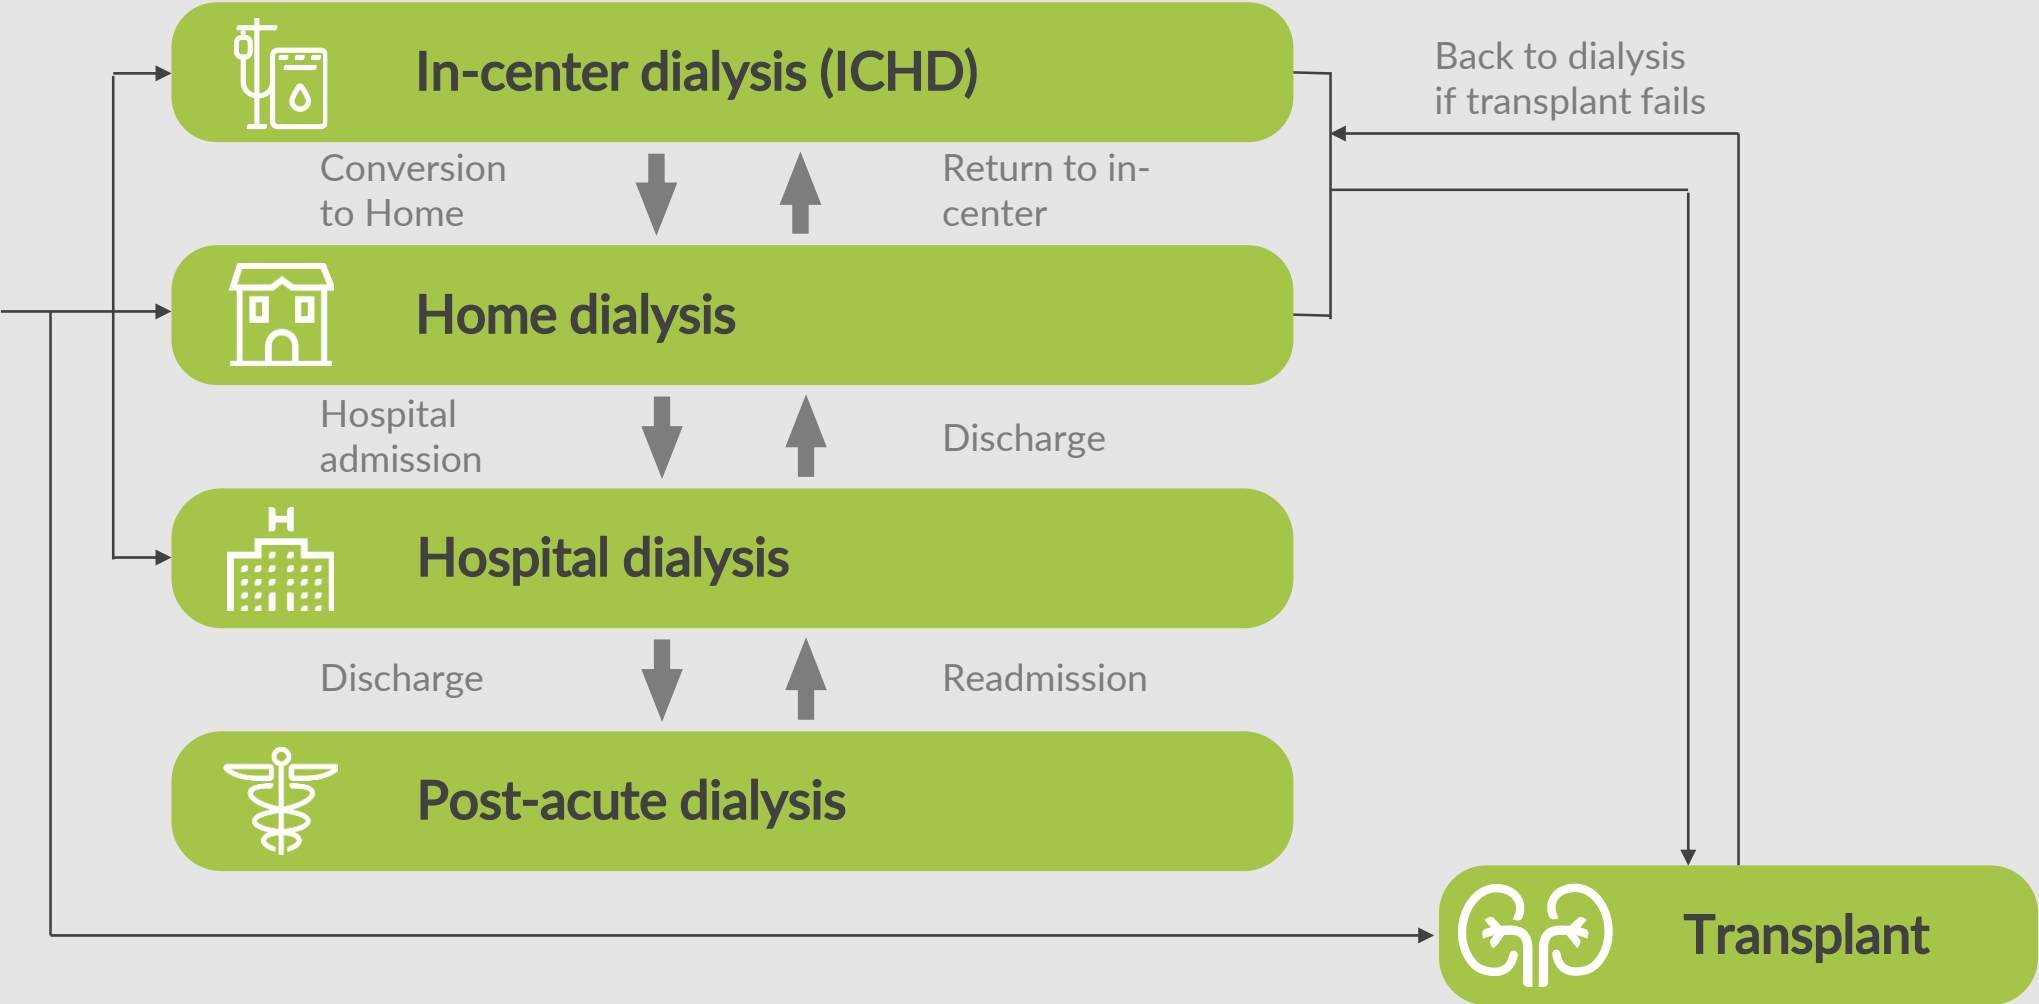 In-center dialysis (ICHD)
Back to dialysis
if transplant fails
Conversion
to Home
Return to in-
center
Home dialysis
Hospital
admission
Discharge
H
Hospital dialysis
Discharge
Readmission
Post-acute dialysis
Transplant